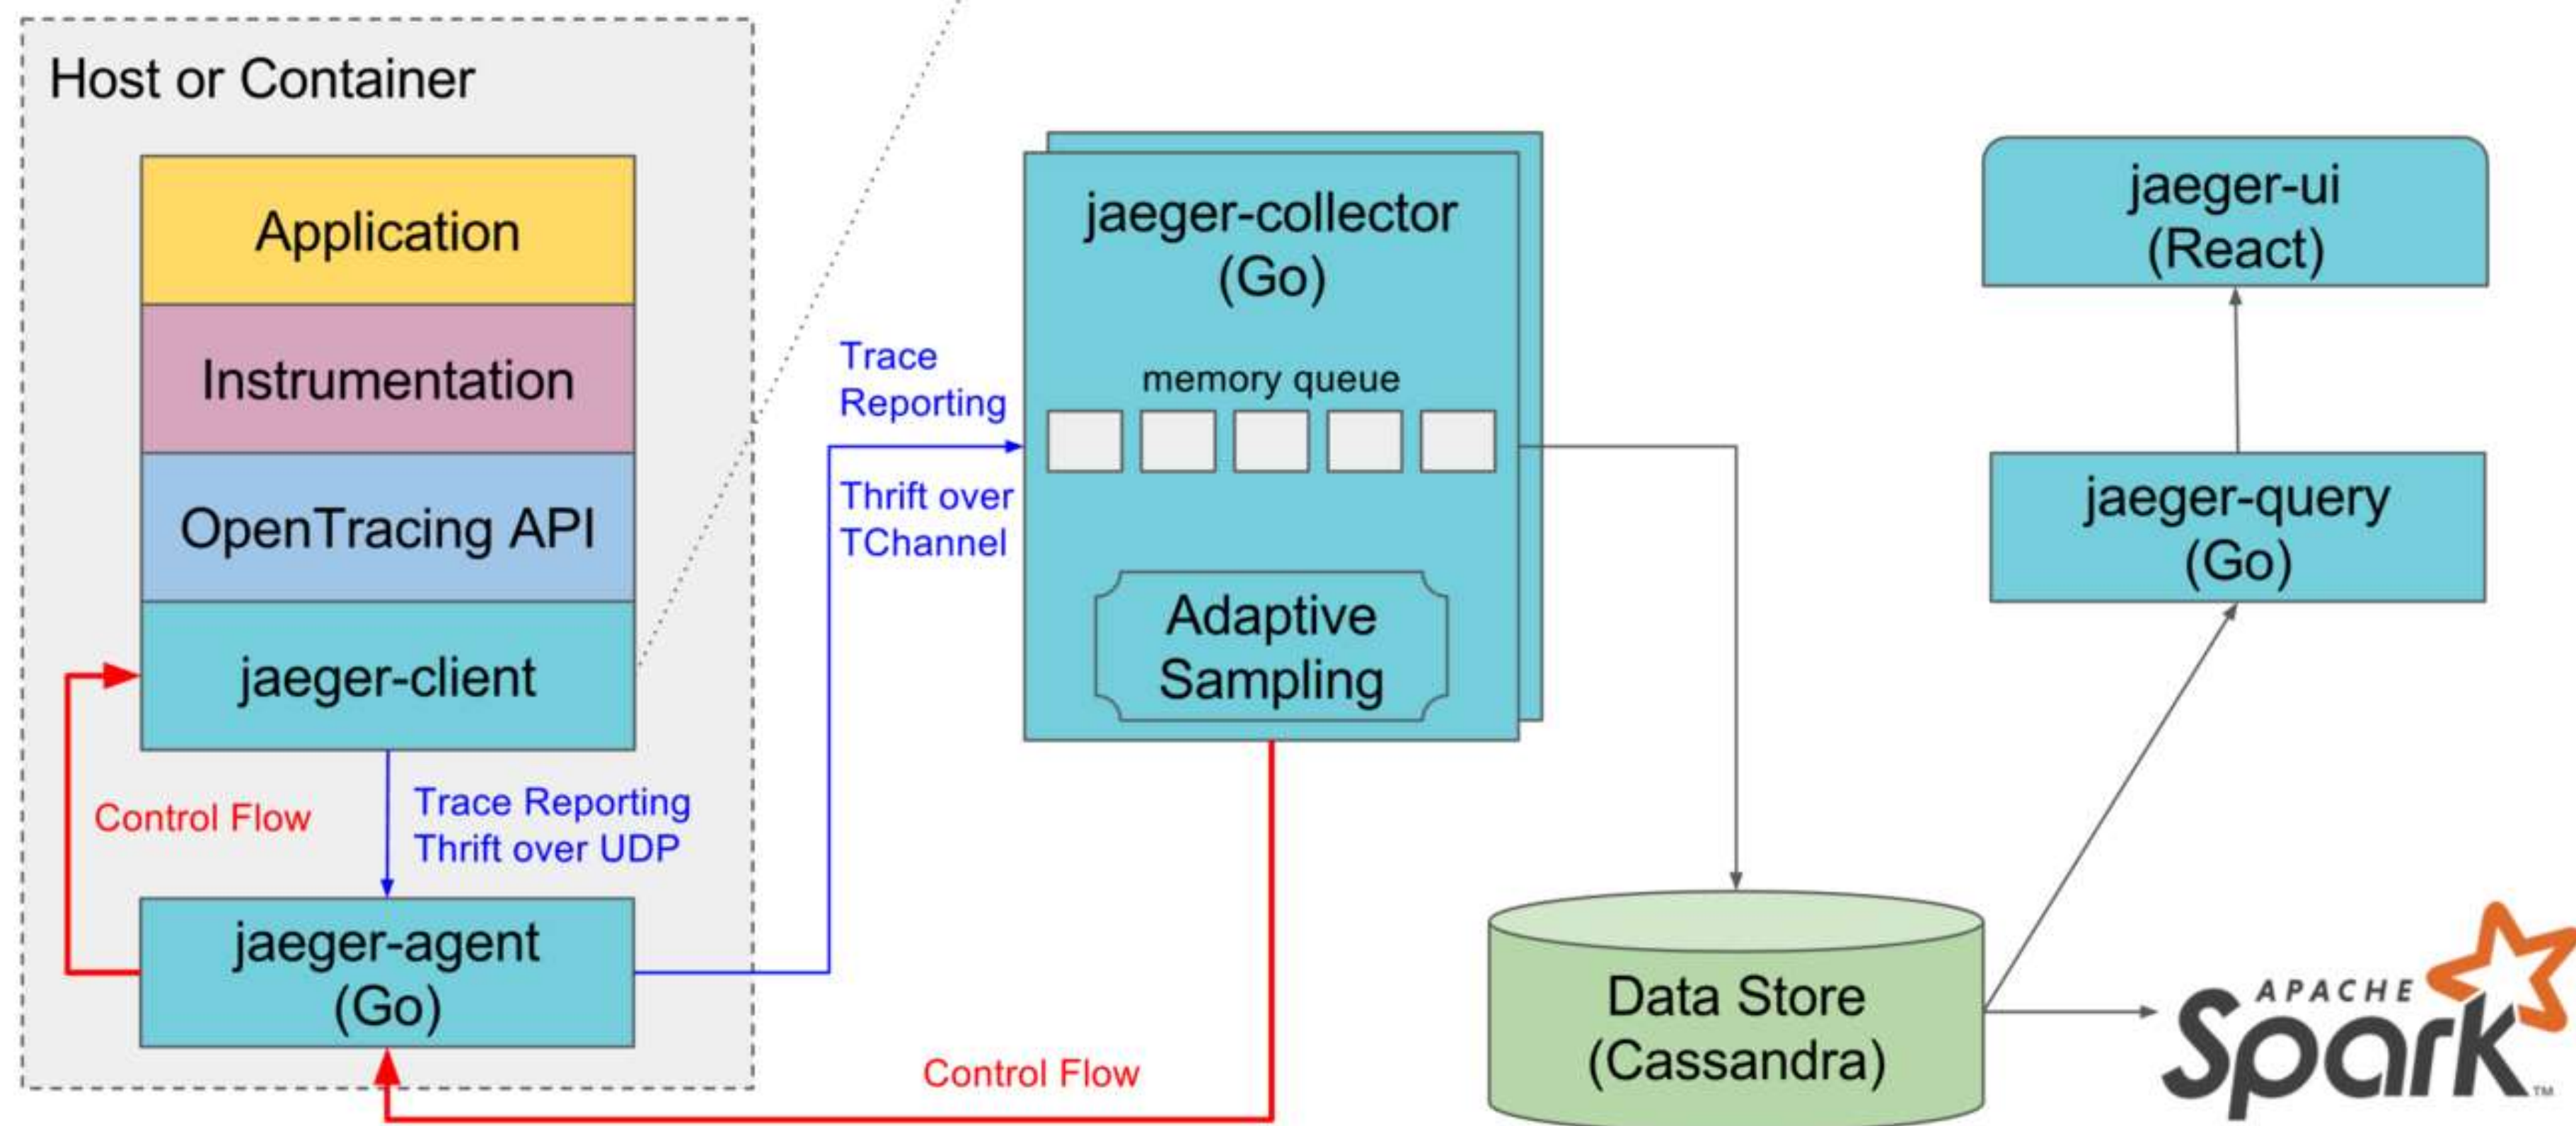 Host or Container
Application
Instrumentation
OpenTracing API
jaeger-client
Control Flow
Trace Reporting
Thrift over UDP
jaeger-agent
(Go)
Trace
Reporting
Thrift over
TChannel
jaeger-collector
(Go)
memory queue
Adaptive
Sampling
Control Flow
Data Store
(Cassandra)
jaeger-ui
(React)
jaeger-query
(Go)
APACHE
Spark
TM